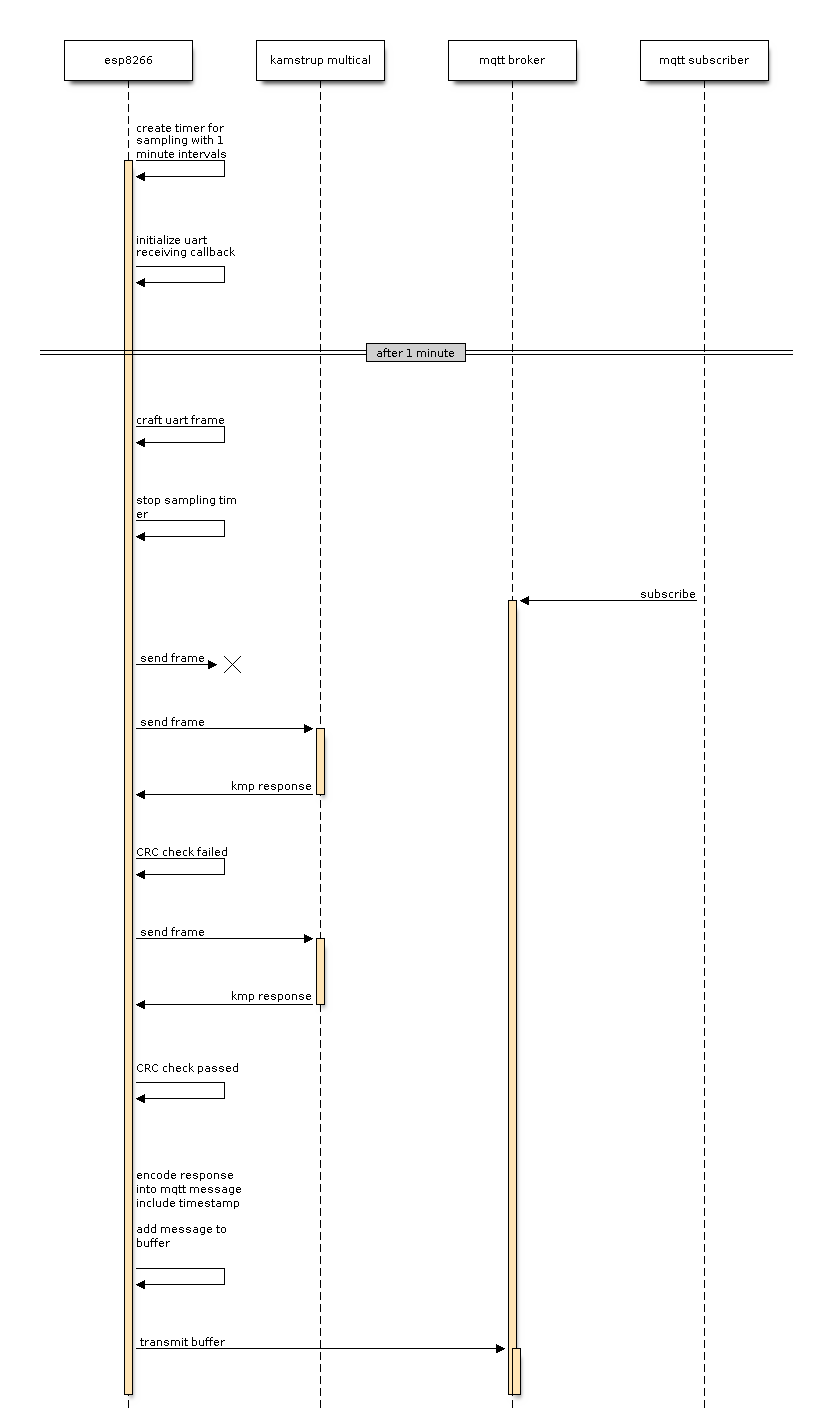 esp8266
kamstrup multical
mqtt broker
mqtt subscriber
create timer for
sampling with 1
minute intervals
initialize uart
receiving callback
after 1 minute
craft uart frame
stop sampling tim
er
subscribe
send frame
send frame
kmp response
CRC check failed
send frame
kmp response
CRC check passed
encode response
into mqtt message
include timestamp
add message to
buffer
transmit buffer